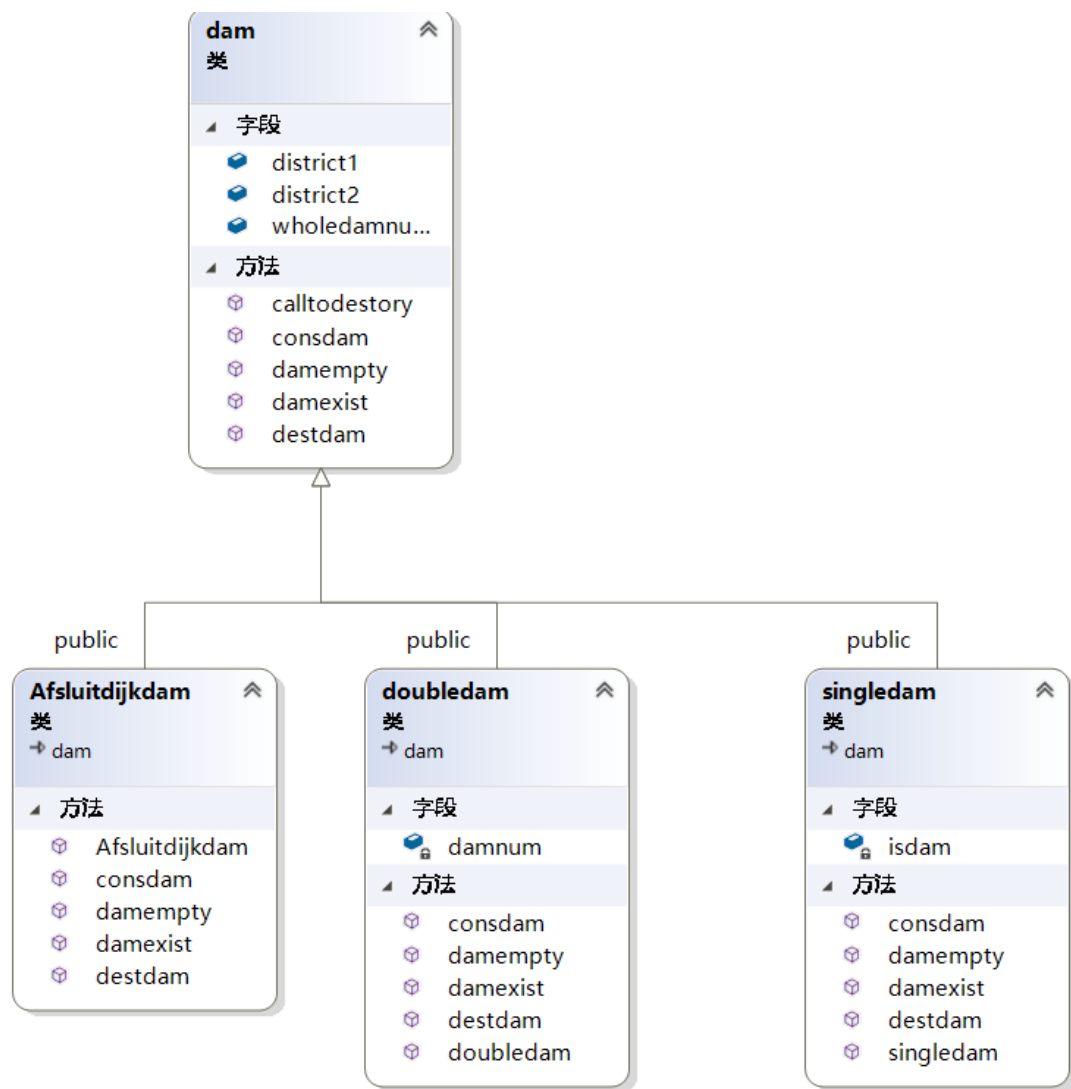 dam
类
字段
district1
district2
wholedamnu...
方法
calltodestory
consdam
damempty
damexist
destdam
public
public
public
Afsluitdijkdam
类
dam
方法
Afsluitdijkdam
consdam
damempty
damexist
destdam
doubledam
类
dam
字段
damnum
方法
consdam
damempty
damexist
destdam
doubledam
singledam
类
dam
字段
isdam
方法
consdam
damempty
damexist
destdam
singledam